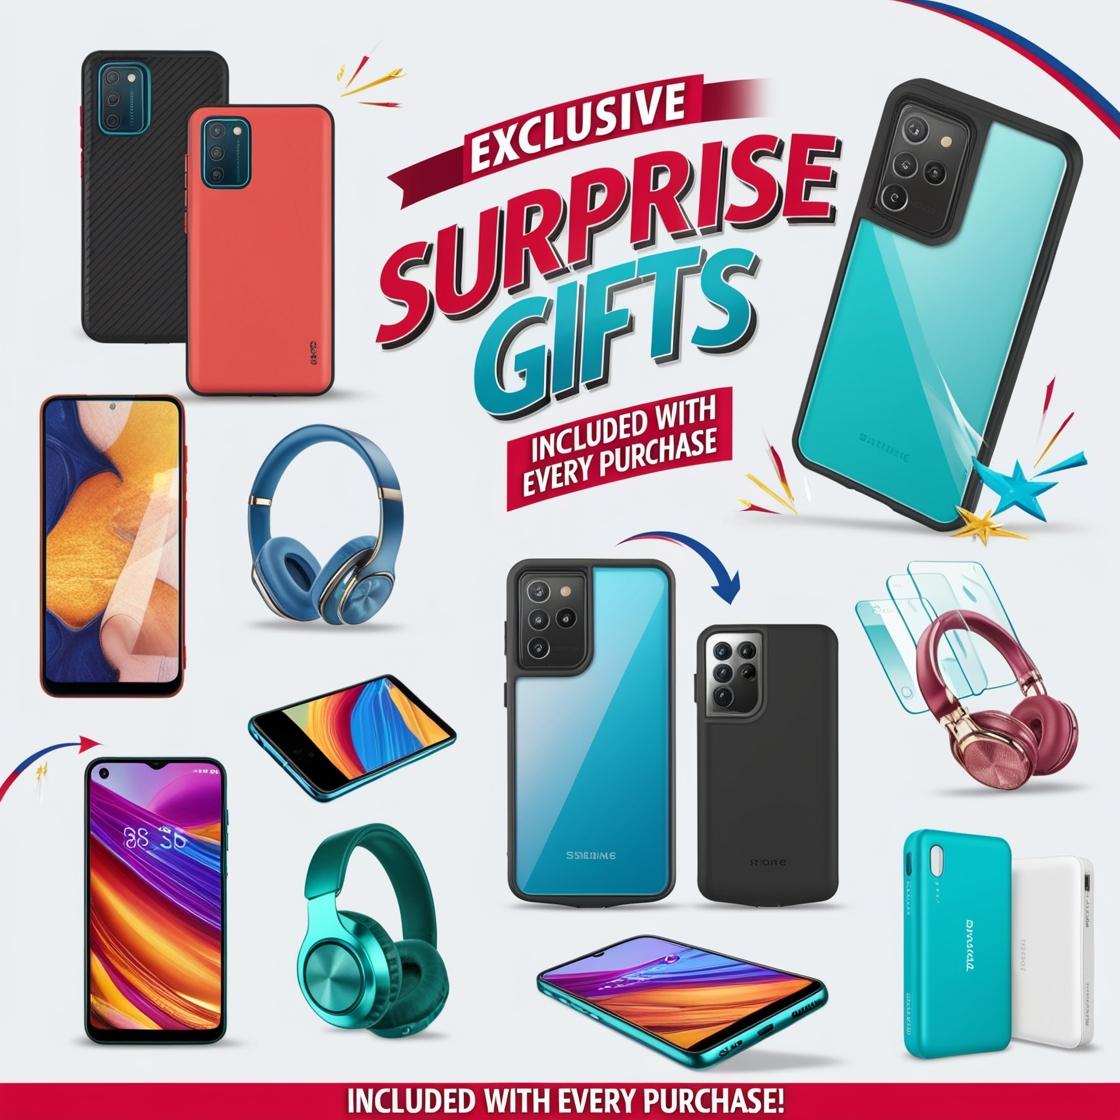 EXCLUSIVE
SURPRISE
GIFTS
INCLUDED WITH
EVERY PURCHASE
INCLUDED WITH EVERY PURCHASE!